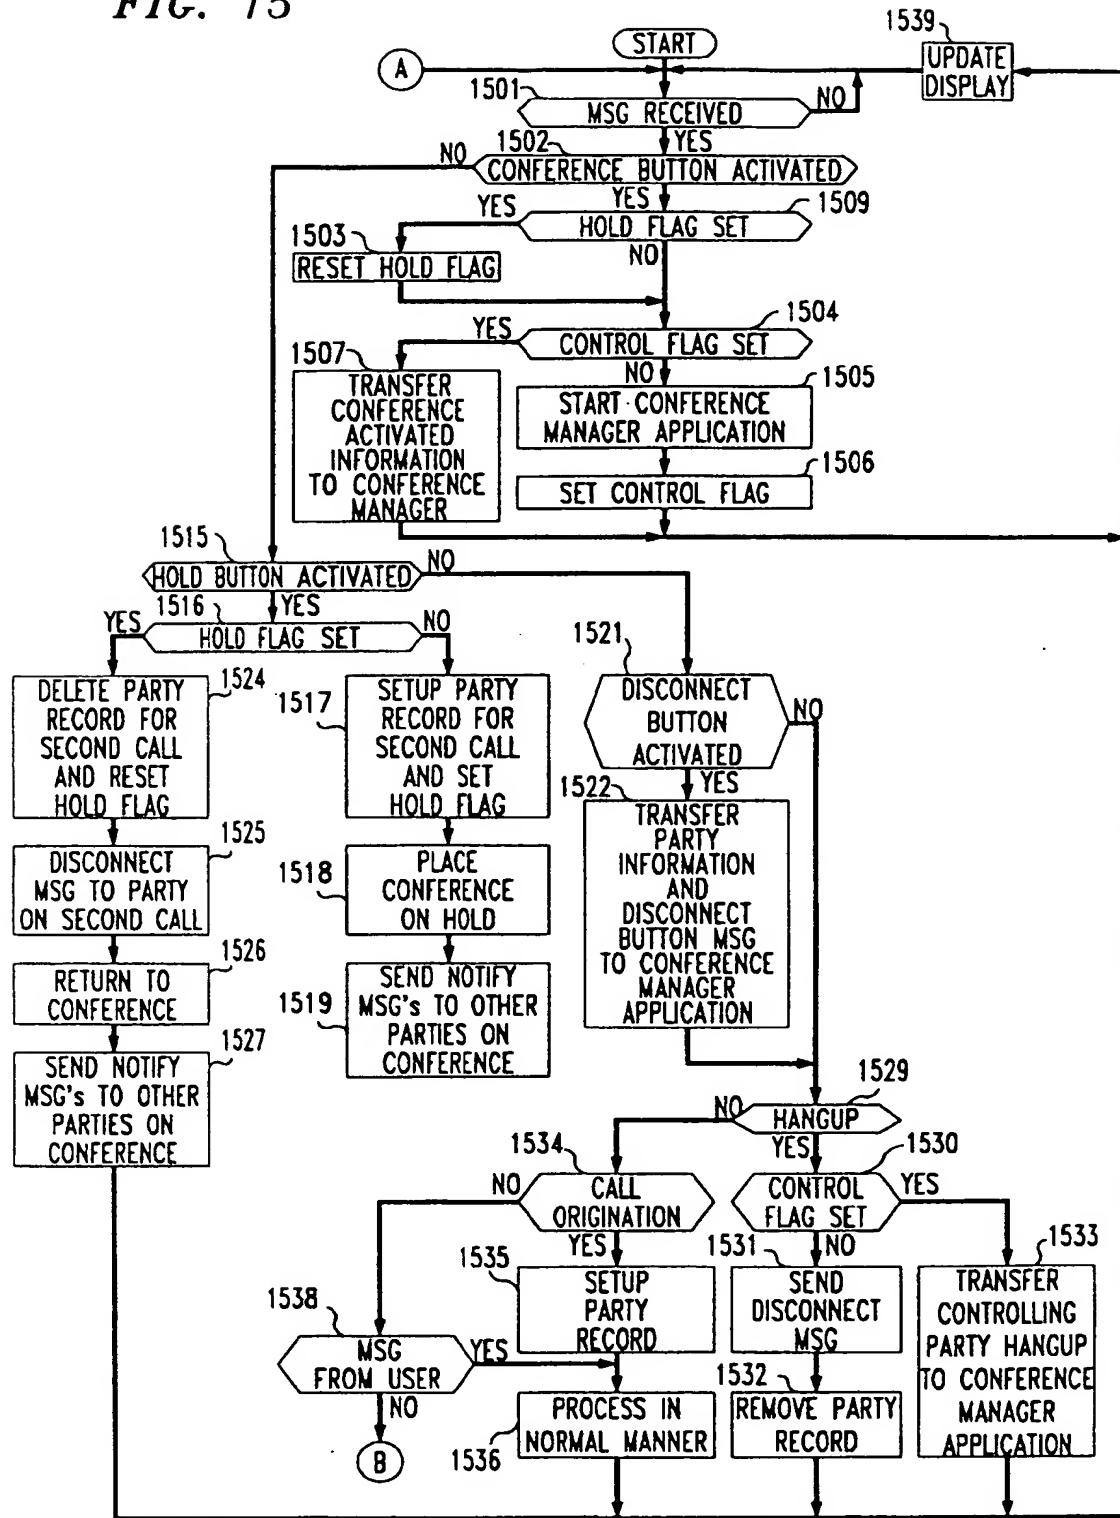 FIG. 15
START
1539
A
UPDATE
DISPLAY
1501
MSG RECEIVED
NO
1502
YES
NO
CONFERENCE BUTTON ACTIVATED
YES
1509
YES
HOLD FLAG SET
1503
NO
RESET HOLD FLAG
1504
YES
CONTROL FLAG SET
1507
NO
1505
TRANSFER
CONFERENCE
ACTIVATED
INFORMATION
TO CONFERENCE
MANAGER
START CONFERENCE
MANAGER APPLICATION
1506
SET CONTROL FLAG
1515
NO
HOLD BUTTON ACTIVATED
1516
YES
YES
NO
HOLD FLAG SET
1521
1524
DELETE PARTY
RECORD FOR
SECOND CALL
AND RESET
HOLD FLAG
1517
SETUP PARTY
RECORD FOR
SECOND CALL
AND SET
HOLD FLAG
DISCONNECT
BUTTON
ACTIVATED
NO
YES
1522
TRANSFER
PARTY
INFORMATION
AND
DISCONNECT
BUTTON MSG
TO CONFERENCE
MANAGER
APPLICATION
1525
DISCONNECT
MSG TO PARTY
ON SECOND CALL
1518
PLACE
CONFERENCE
ON HOLD
1526
RETURN TO
CONFERENCE
1519
SEND NOTIFY
MSG's TO OTHER
PARTIES ON
CONFERENCE
1527
SEND NOTIFY
MSG's TO OTHER
PARTIES ON
CONFERENCE
1529
NO
HANGUP
1534
YES
1530
NO
CALL
ORIGINATION
CONTROL
FLAG SET
YES
YES
NO
1535
1531
1533
SETUP
PARTY
RECORD
SEND
DISCONNECT
MSG
TRANSFER
CONTROLLING
PARTY HANGUP
TO CONFERENCE
MANAGER
APPLICATION
1538
MSG
FROM USER
YES
NO
1532
PROCESS IN
NORMAL MANNER
1536
REMOVE PARTY
RECORD
B